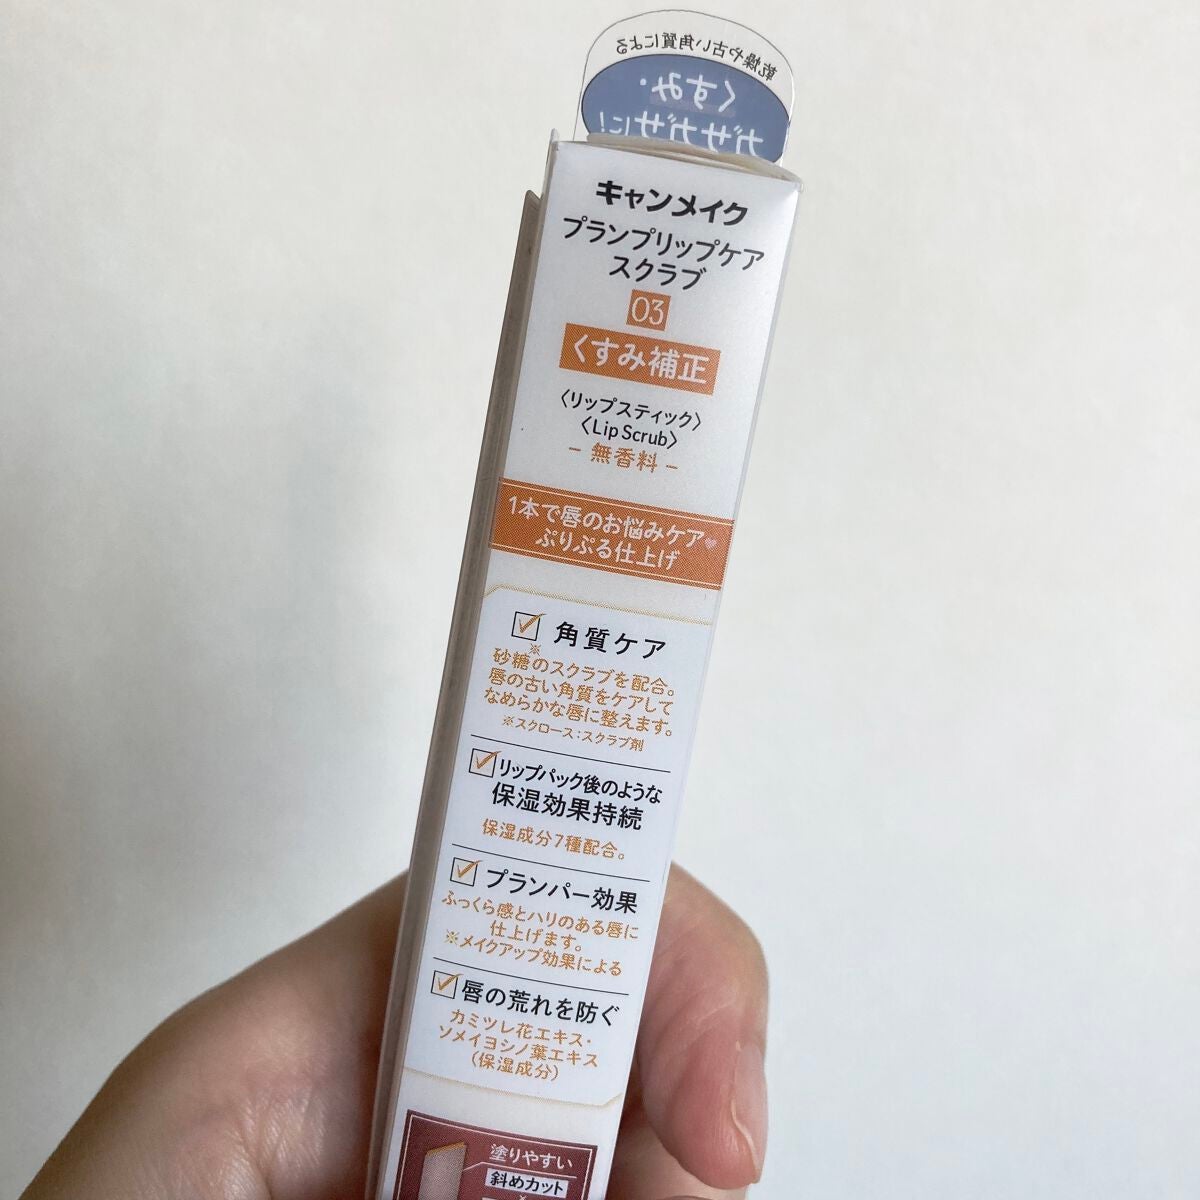 乾燥や古い角質による
くすみ・
ガサガサに!
キャンメイク
プランプリップケア
スクラブ
03
くすみ補正
〈リップスティック〉
〈Lip Scrub〉
- 無香料 -
1本で唇のお悩みケア♥
ぷりぷる仕上げ
角質ケア
※
砂糖のスクラブを配合。
唇の古い角質をケアして
なめらかな唇に整えます。
※スクロース:スクラブ剤
リップパック後のような
保湿効果持続
保湿成分7種配合。
プランパー効果
ふっくら感とハリのある唇に
仕上げます。
※メイクアップ効果による
唇の荒れを防ぐ
カミツレ花エキス・
ソメイヨシノ葉エキス
(保湿成分)
塗りやすい
斜めカット
×